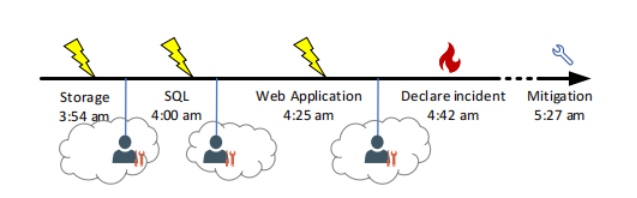 Storage
3:54 am
SQL
4:00 am
Web Application
4:25 am
Declare incident
4:42 am
Mitigation
5:27 am